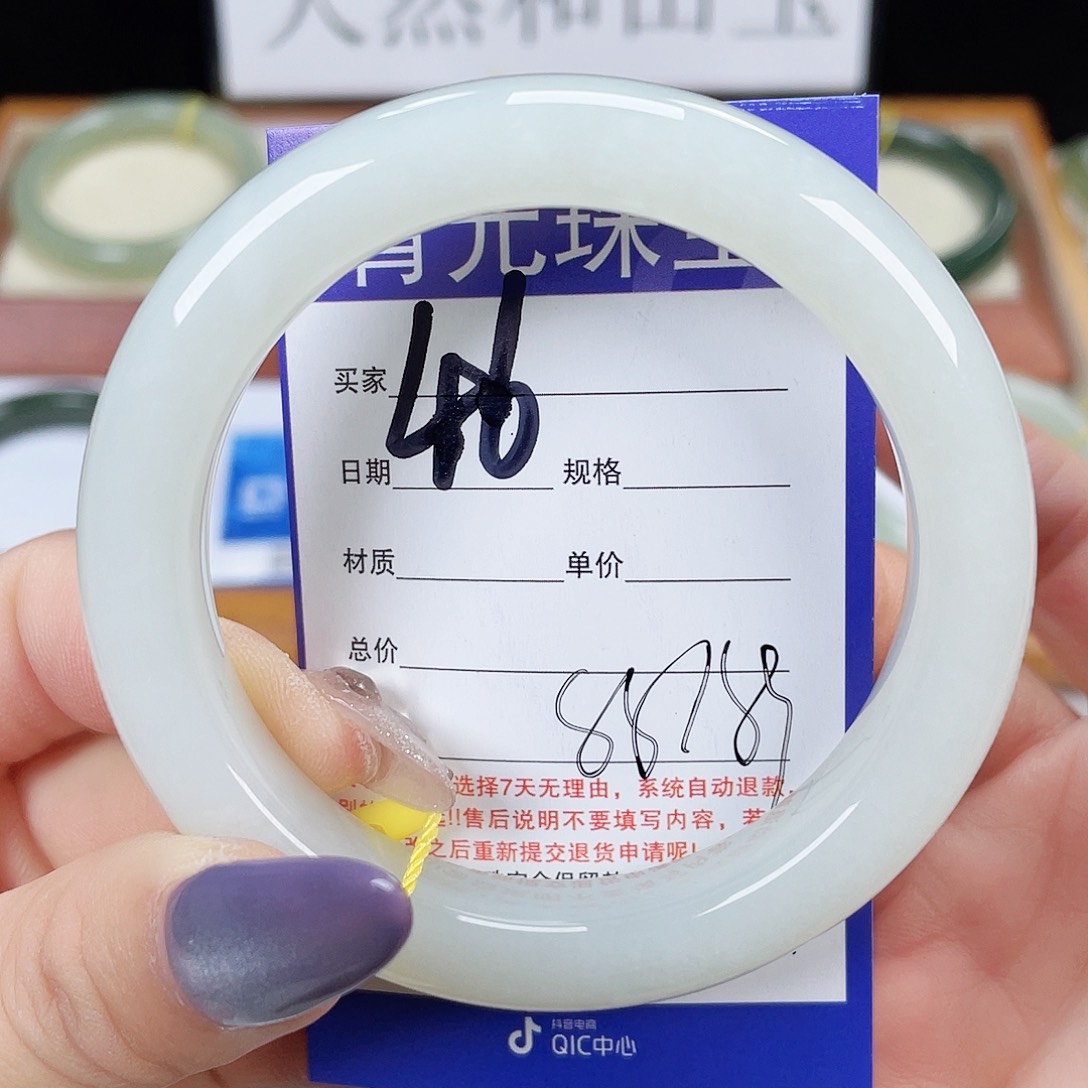 天然和田玉
元珠宝
买家
46
日期 规格
材质 单价
总价
选择7天无理由，系统自动退款，
!!售后说明不要填写内容，若
之后重新提交退货申请呢!
抖音电商
QIC中心